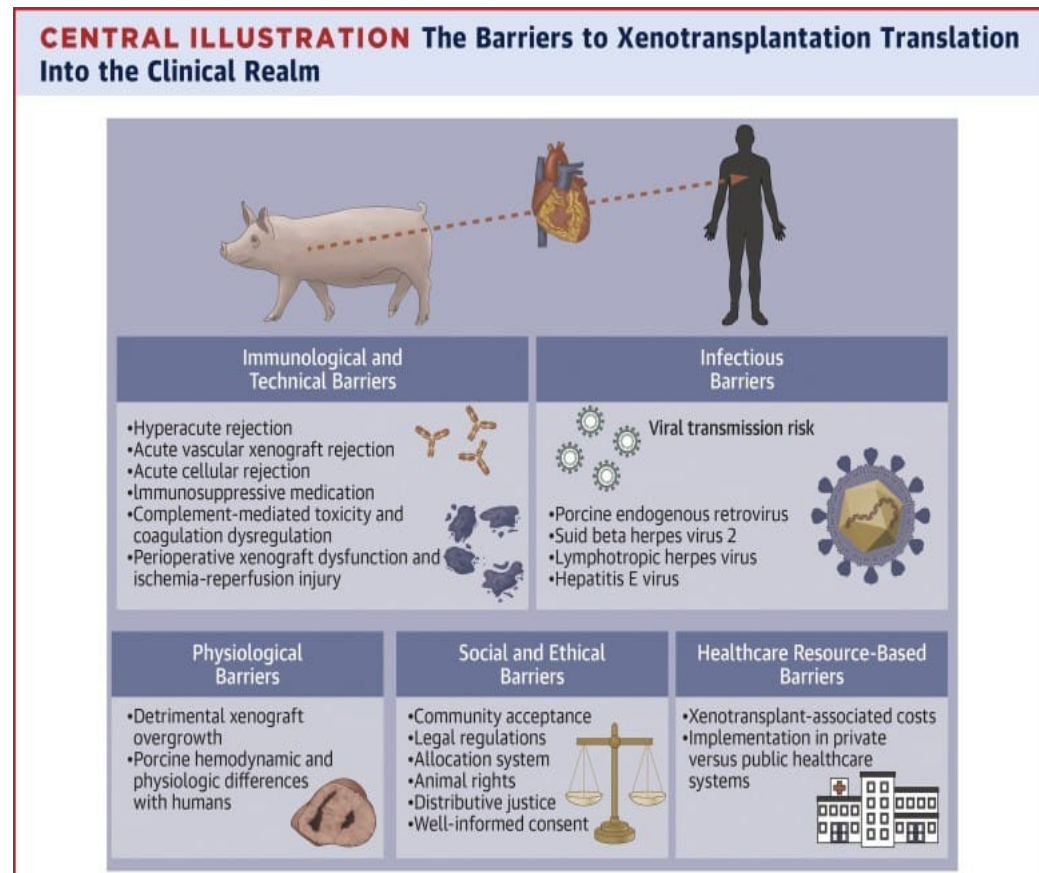 CENTRAL ILLUSTRATION The Barriers to Xenotransplantation Translation
Into the Clinical Realm
Immunological and
Technical Barriers
•Hyperacute rejection
•Acute vascular xenograft rejection
•Acute cellular rejection
•Immunosuppressive medication
•Complement-mediated toxicity and
coagulation dysregulation
•Perioperative xenograft dysfunction and
ischemia-reperfusion injury
Infectious
Barriers
Viral transmission risk
•Porcine endogenous retrovirus
•Suid beta herpes virus 2
•Lymphotropic herpes virus
•Hepatitis E virus
Physiological
Barriers
•Detrimental xenograft
overgrowth
•Porcine hemodynamic and
physiologic differences
with humans
Social and Ethical
Barriers
•Community acceptance
•Legal regulations
•Allocation system
•Animal rights
•Distributive justice
•Well-informed consent
Healthcare Resource-Based
Barriers
•Xenotransplant-associated costs
•Implementation in private
versus public healthcare
systems